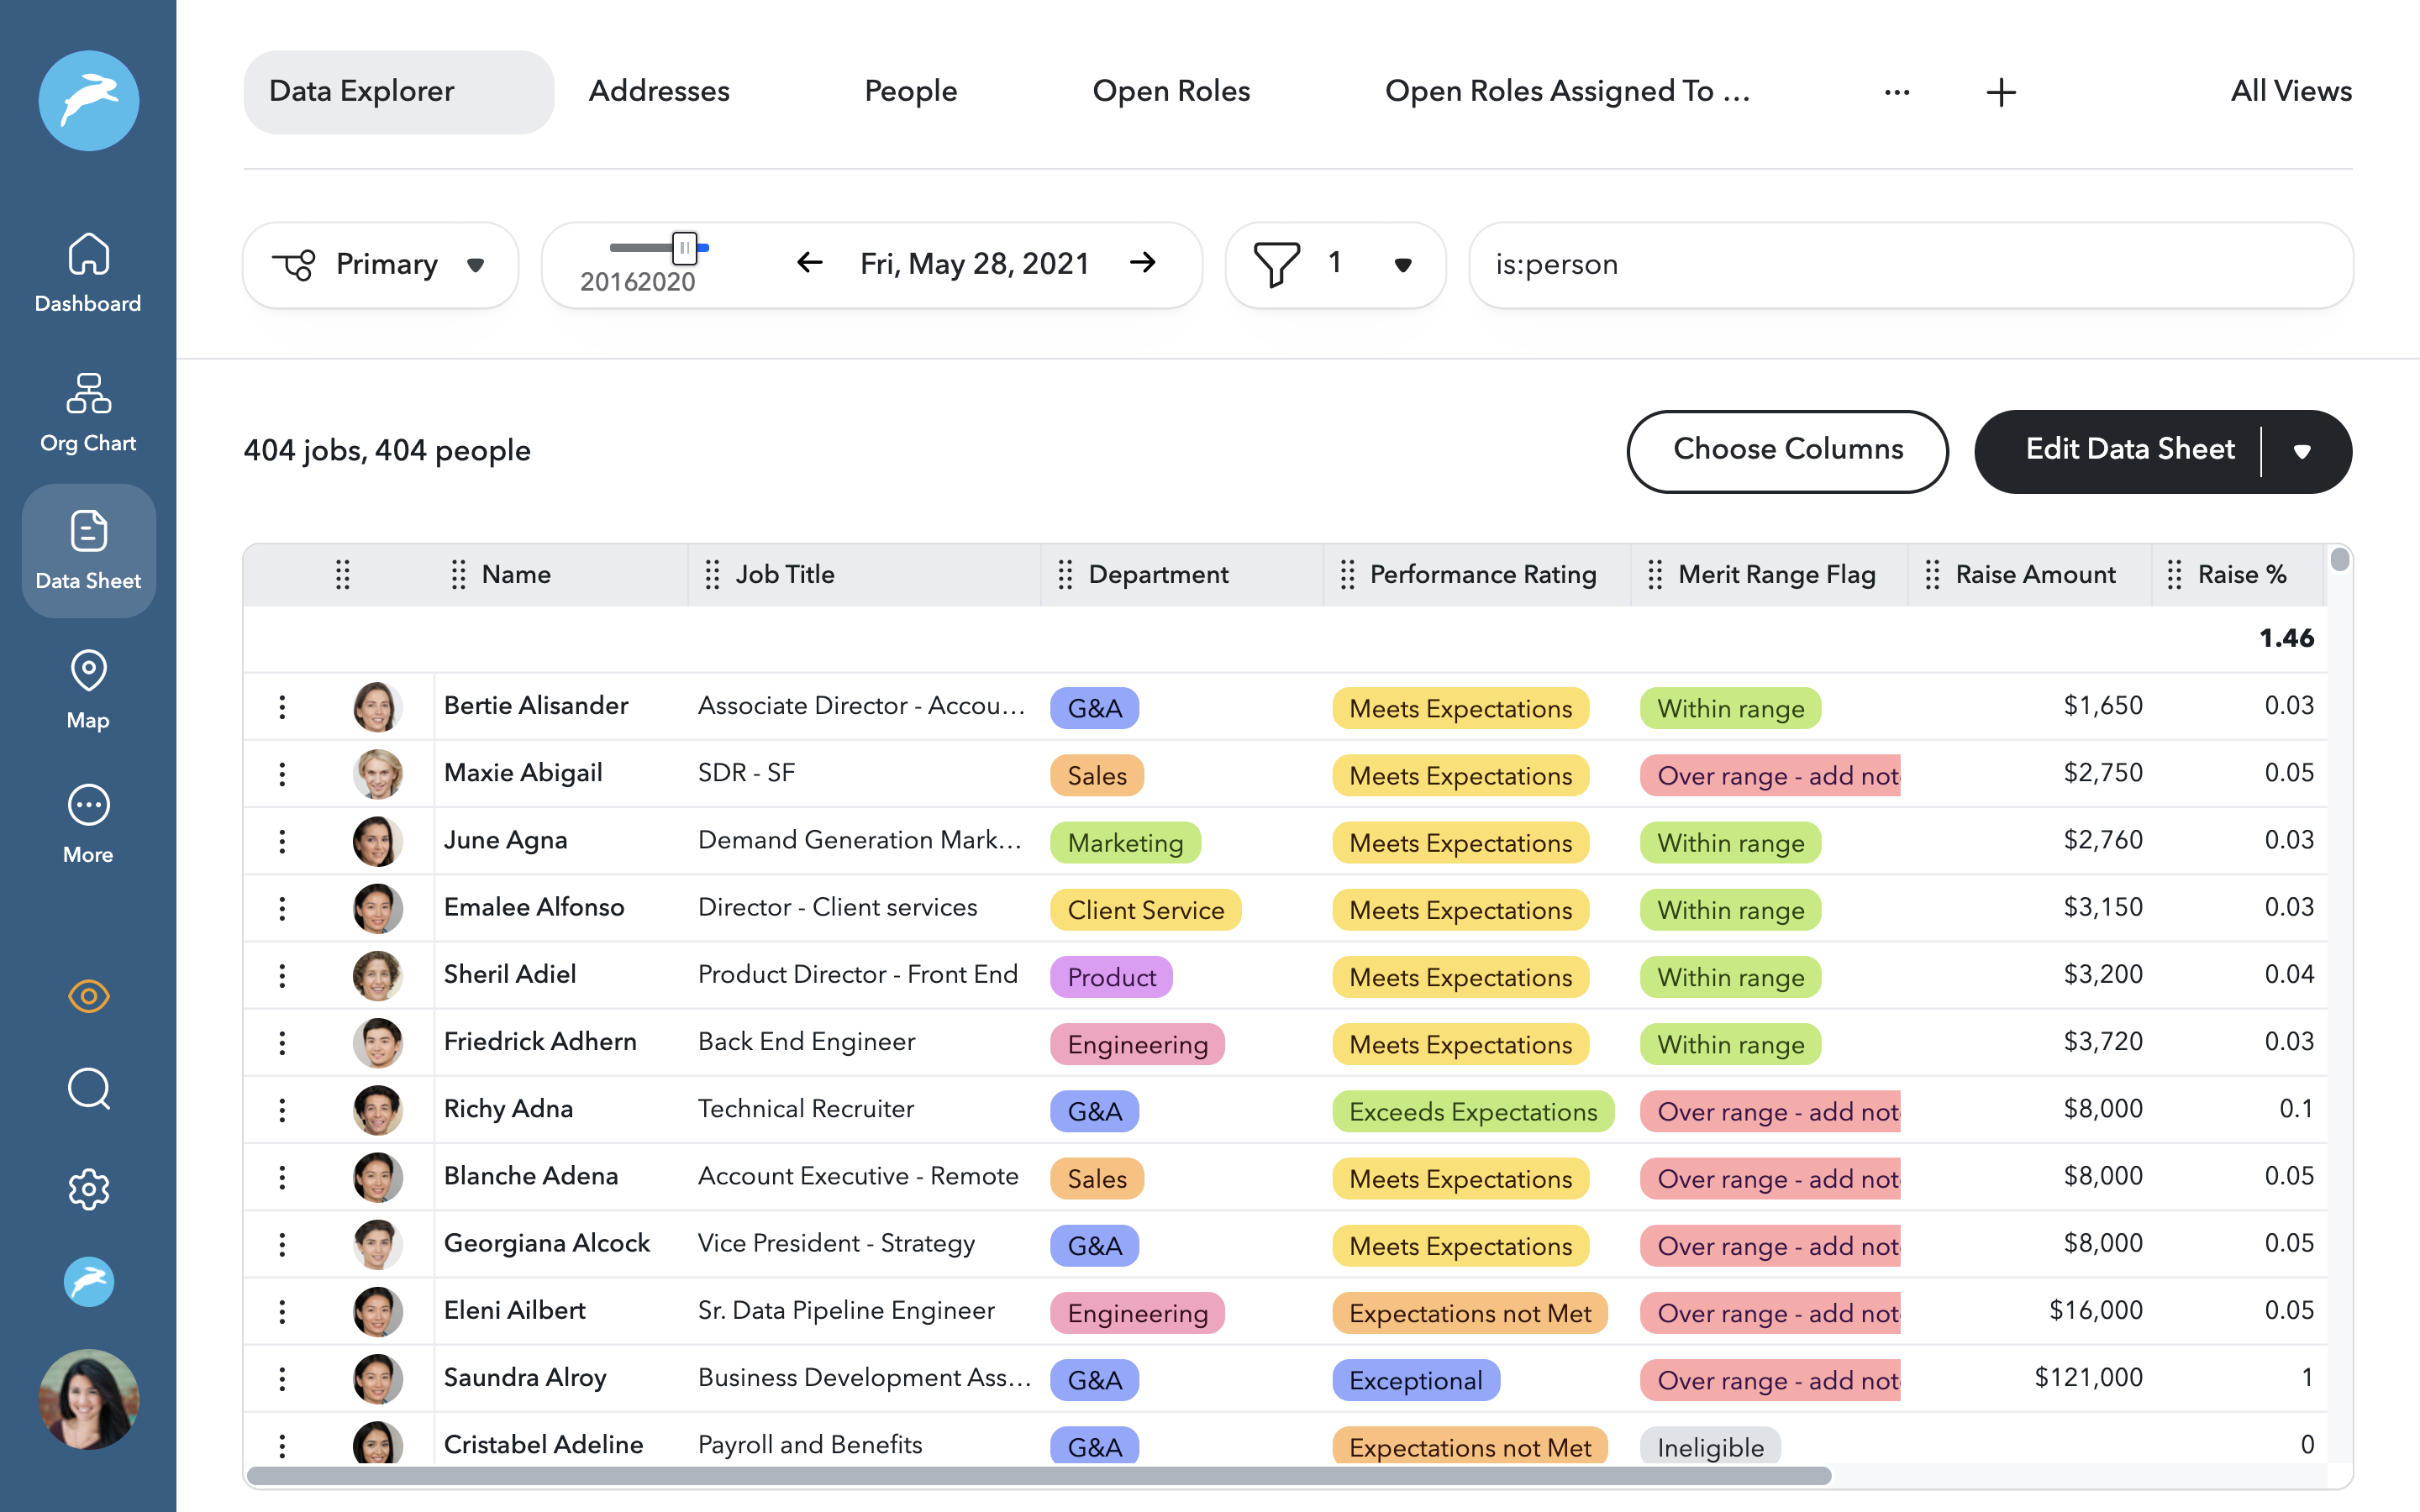 Data Explorer Addresses People Open Roles Open Roles Assigned To ... ... All Views
Primary 20162020 Fri, May 28, 2021 1 is:person
Dashboard
Org Chart
Data Sheet
Map
More
404 jobs, 404 people Choose Columns Edit Data Sheet
Name Job Title Department Performance Rating Merit Range Flag Raise Amount Raise %
1.46
Bertie Alisander Associate Director - Accou... G&A Meets Expectations Within range $1,650 0.03
Maxie Abigail SDR - SF Sales Meets Expectations Over range - add not $2,750 0.05
June Agna Demand Generation Mark... Marketing Meets Expectations Within range $2,760 0.03
Emalee Alfonso Director - Client services Client Service Meets Expectations Within range $3,150 0.03
Sheril Adiel Product Director - Front End Product Meets Expectations Within range $3,200 0.04
Friedrick Adhern Back End Engineer Engineering Meets Expectations Within range $3,720 0.03
Richy Adna Technical Recruiter G&A Exceeds Expectations Over range - add not $8,000 0.1
Blanche Adena Account Executive - Remote Sales Meets Expectations Over range - add not $8,000 0.05
Georgiana Alcock Vice President - Strategy G&A Meets Expectations Over range - add not $8,000 0.05
Eleni Ailbert Sr. Data Pipeline Engineer Engineering Expectations not Met Over range - add not $16,000 0.05
Saundra Alroy Business Development Ass... G&A Exceptional Over range - add not $121,000 1
Cristabel Adeline Payroll and Benefits G&A Expectations not Met Ineligible 0